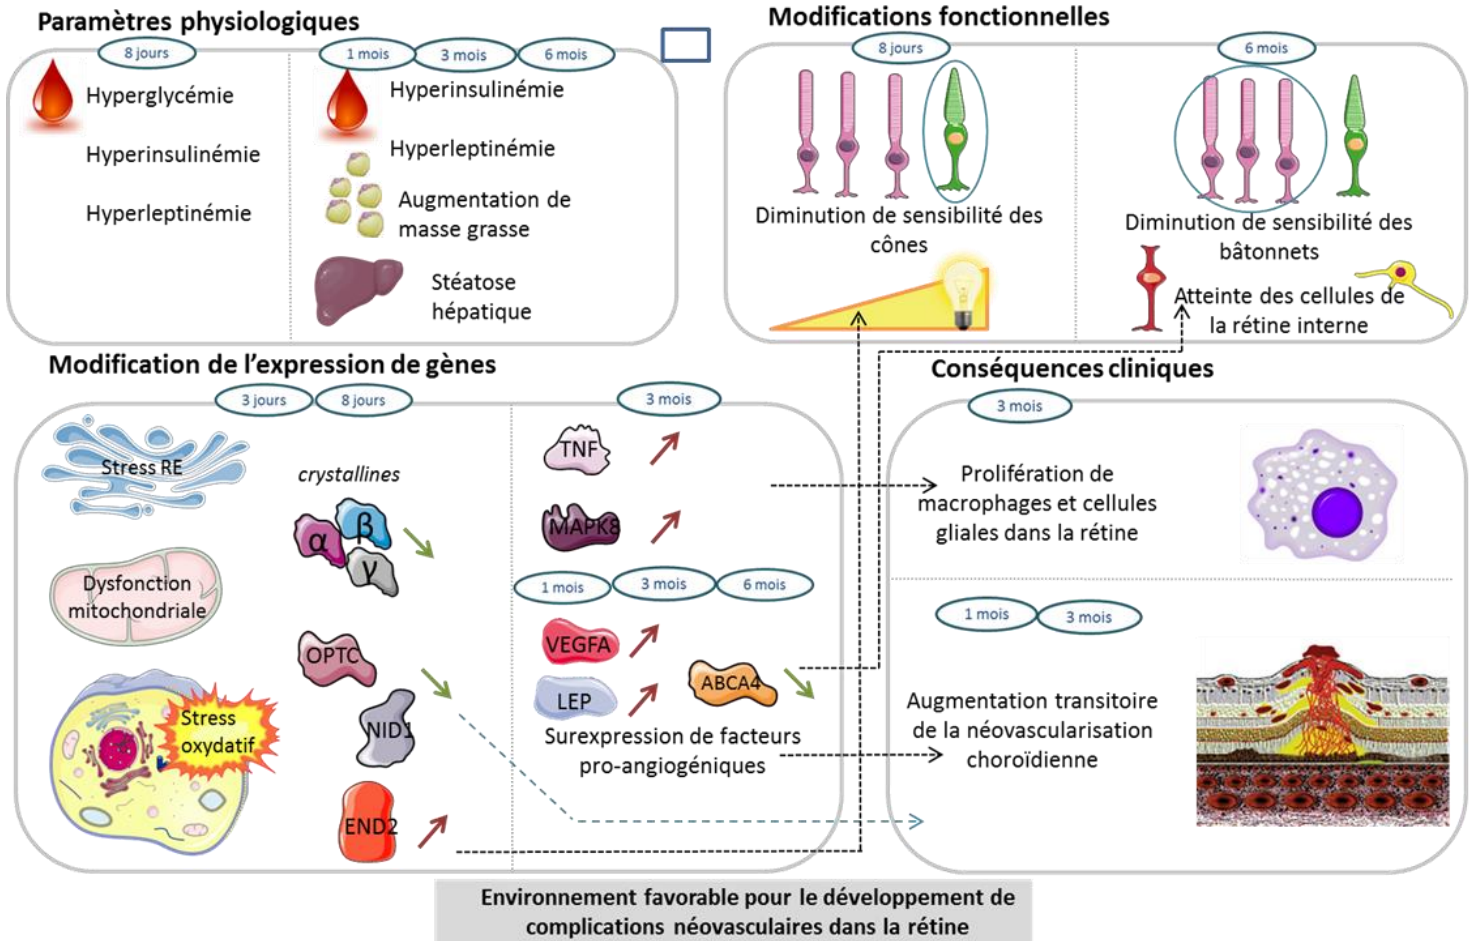 Paramètres physiologiques
8 jours
Hyperglycémie
Hyperinsulinémie
Hyperleptinémie
1 mois
3 mois
6 mois
Hyperinsulinémie
Hyperleptinémie
Augmentation de
masse grasse
Stéatose
hépatique
Modifications fonctionnelles
8 jours
Diminution de sensibilité des
cônes
6 mois
Diminution de sensibilité des
bâtonnets
Atteinte des cellules de
la rétine interne
Modification de l'expression de gènes
3 jours
8 jours
Stress RE
Dysfonction
mitochondriale
Stress
oxydatif
crystallines
α
β
γ
OPTC
NID1
END2
3 mois
TNF
MAPK8
1 mois
3 mois
6 mois
VEGFA
LEP
ABCA4
Surexpression de facteurs
pro-angiogéniques
Conséquences cliniques
3 mois
Prolifération de
macrophages et cellules
gliales dans la rétine
1 mois
3 mois
Augmentation transitoire
de la néovascularisation
choroïdienne
Environnement favorable pour le développement de
complications néovasculaires dans la rétine